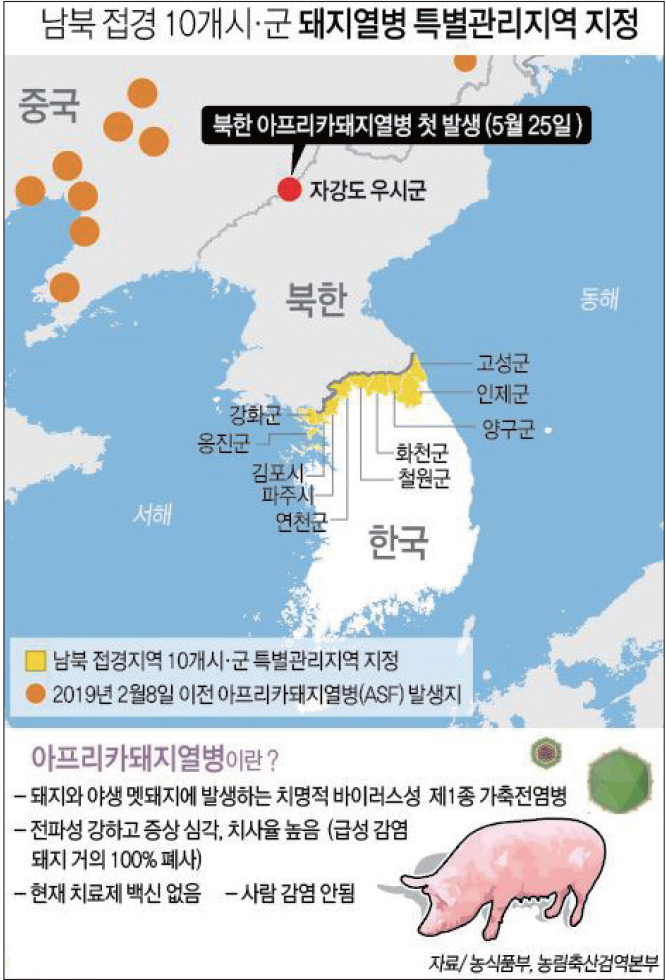 남북 접경 10개시·군 돼지열병 특별관리지역 지정
중국
북한 아프리카돼지열병 첫 발생 (5월 25일 )
자강도 우시군
북한
동해
고성군
인제군
강화군
양구군
옹진군
화천군
김포시
철원군
파주시
연천군
서해
한국
남북 접경지역 10개시·군 특별관리지역 지정
2019년 2월8일 이전 아프리카돼지열병(ASF) 발생지
아프리카돼지열병이란 ?
– 돼지와 야생 멧돼지에 발생하는 치명적 바이러스성 제1종 가축전염병
– 전파성 강하고 증상 심각, 치사율 높음 (급성 감염
돼지 거의 100% 폐사)
– 현재 치료제 백신 없음 – 사람 감염 안됨
자료/ 농식품부, 농림축산검역본부